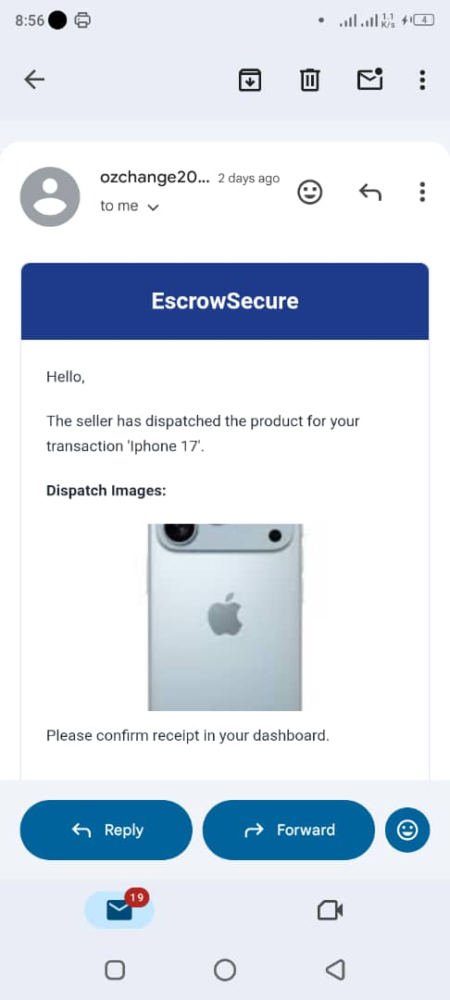 8:56
1.1
K/s
4
ozchange20... 2 days ago
to me
EscrowSecure
Hello,
The seller has dispatched the product for your
transaction 'Iphone 17'.
Dispatch Images:
Please confirm receipt in your dashboard.
Reply
Forward
19